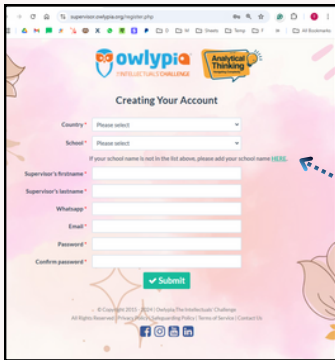 supervisor.owlypia.org/register.php
Sheets
Temp
All Bookmarks
owlypia
INTELLECTUALS' CHALLENGE
Analytical
Thinking
Creating Your Account
Country * Please select
School * Please select
If your school name is not in the list above, please add your school name HERE.
Supervisor's firstname *
Supervisor's lastname *
Whatsapp *
Email *
Password *
Confirm password *
Submit
© Copyright 2015 - 2024 | Owlypia The Intellectuals' Challenge.
All Rights Reserved - Privacy Policy | Safeguarding Policy | Terms of Service | Contact Us.